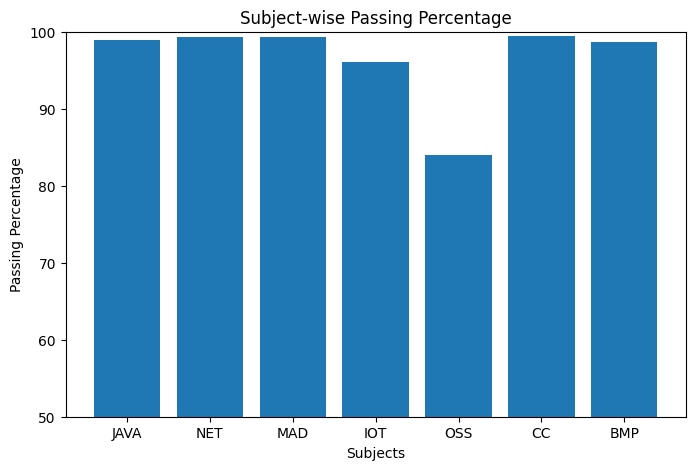 Subject-wise Passing Percentage
100
90
80
70
60
50
Passing Percentage
JAVA NET MAD IOT OSS CC BMP
Subjects